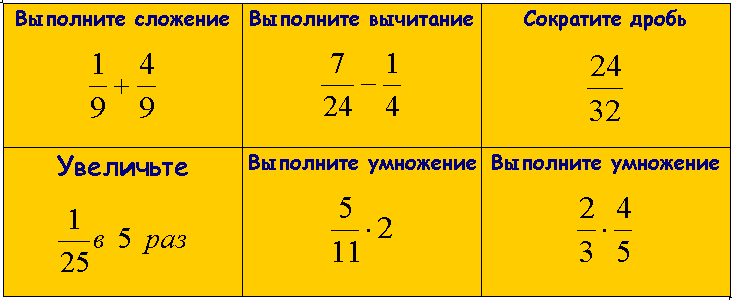 Выполните сложение
1/9 + 4/9
Выполните вычитание
7/24 − 1/4
Сократите дробь
24/32
Увеличьте
1/25 в 5 раз
Выполните умножение
5/11 · 2
Выполните умножение
2/3 · 4/5